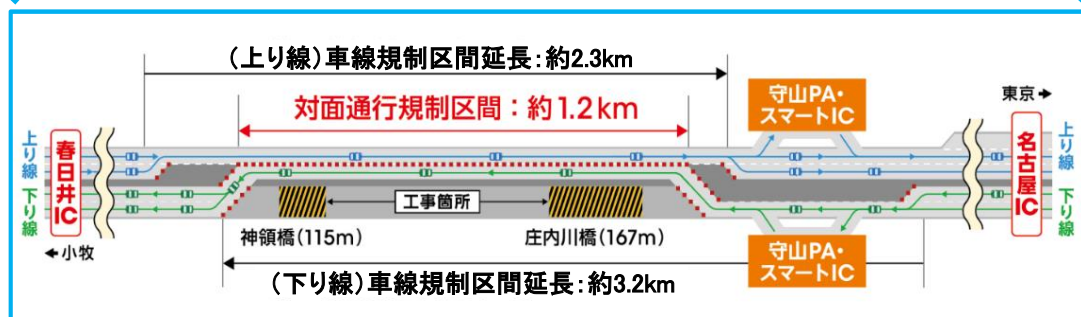 (上り線)車線規制区間延長:約2.3km
対面通行規制区間:約1.2km
守山PA・
スマートIC
東京→
上り線
下り線
春日井IC
名古屋IC
上り線
下り線
工事箇所
神領橋(115m)
庄内川橋(167m)
←小牧
守山PA・
スマートIC
(下り線)車線規制区間延長:約3.2km